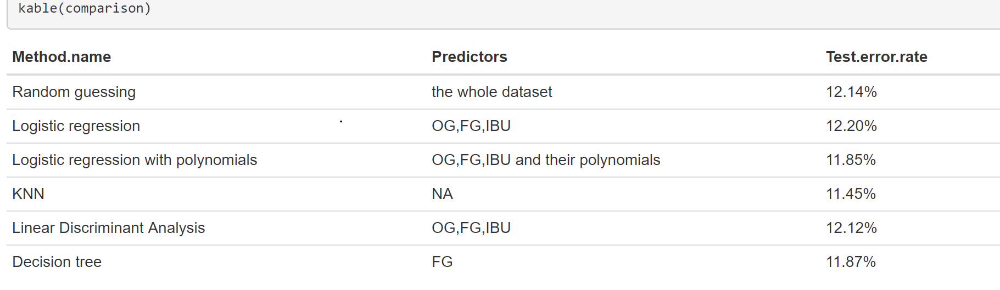 kable(comparison)
Method.name Predictors Test.error.rate
Random guessing the whole dataset 12.14%
Logistic regression OG,FG,IBU 12.20%
Logistic regression with polynomials OG,FG,IBU and their polynomials 11.85%
KNN NA 11.45%
Linear Discriminant Analysis OG,FG,IBU 12.12%
Decision tree FG 11.87%